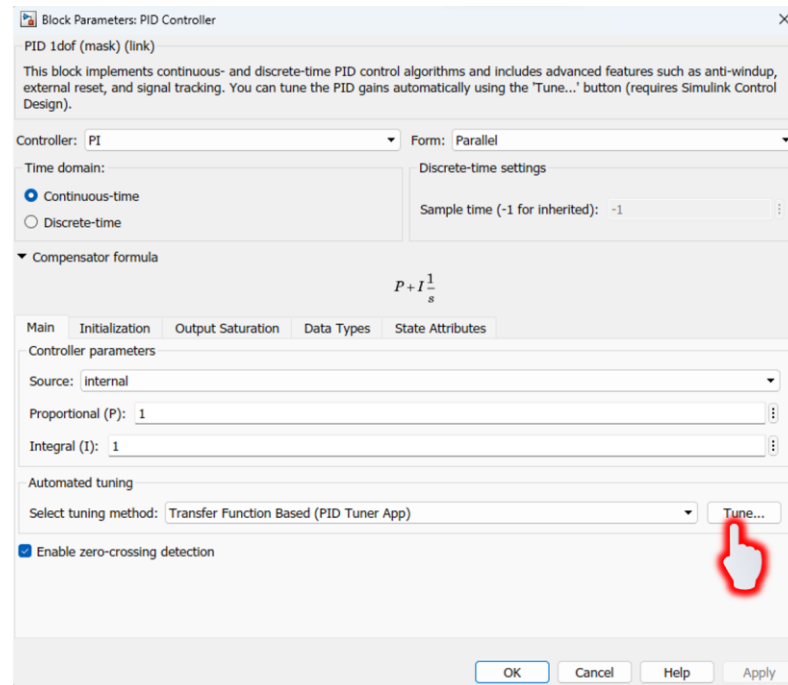 Block Parameters: PID Controller
PID 1dof (mask) (link)
This block implements continuous- and discrete-time PID control algorithms and includes advanced features such as anti-windup,
external reset, and signal tracking. You can tune the PID gains automatically using the 'Tune...' button (requires Simulink Control
Design).
Controller: PI Form: Parallel
Time domain: Discrete-time settings
Continuous-time
Sample time (-1 for inherited): -1
Discrete-time
Compensator formula
P + I 1/s
Main Initialization Output Saturation Data Types State Attributes
Controller parameters
Source: internal
Proportional (P): 1
Integral (I): 1
Automated tuning
Select tuning method: Transfer Function Based (PID Tuner App) Tune...
Enable zero-crossing detection
OK Cancel Help Apply